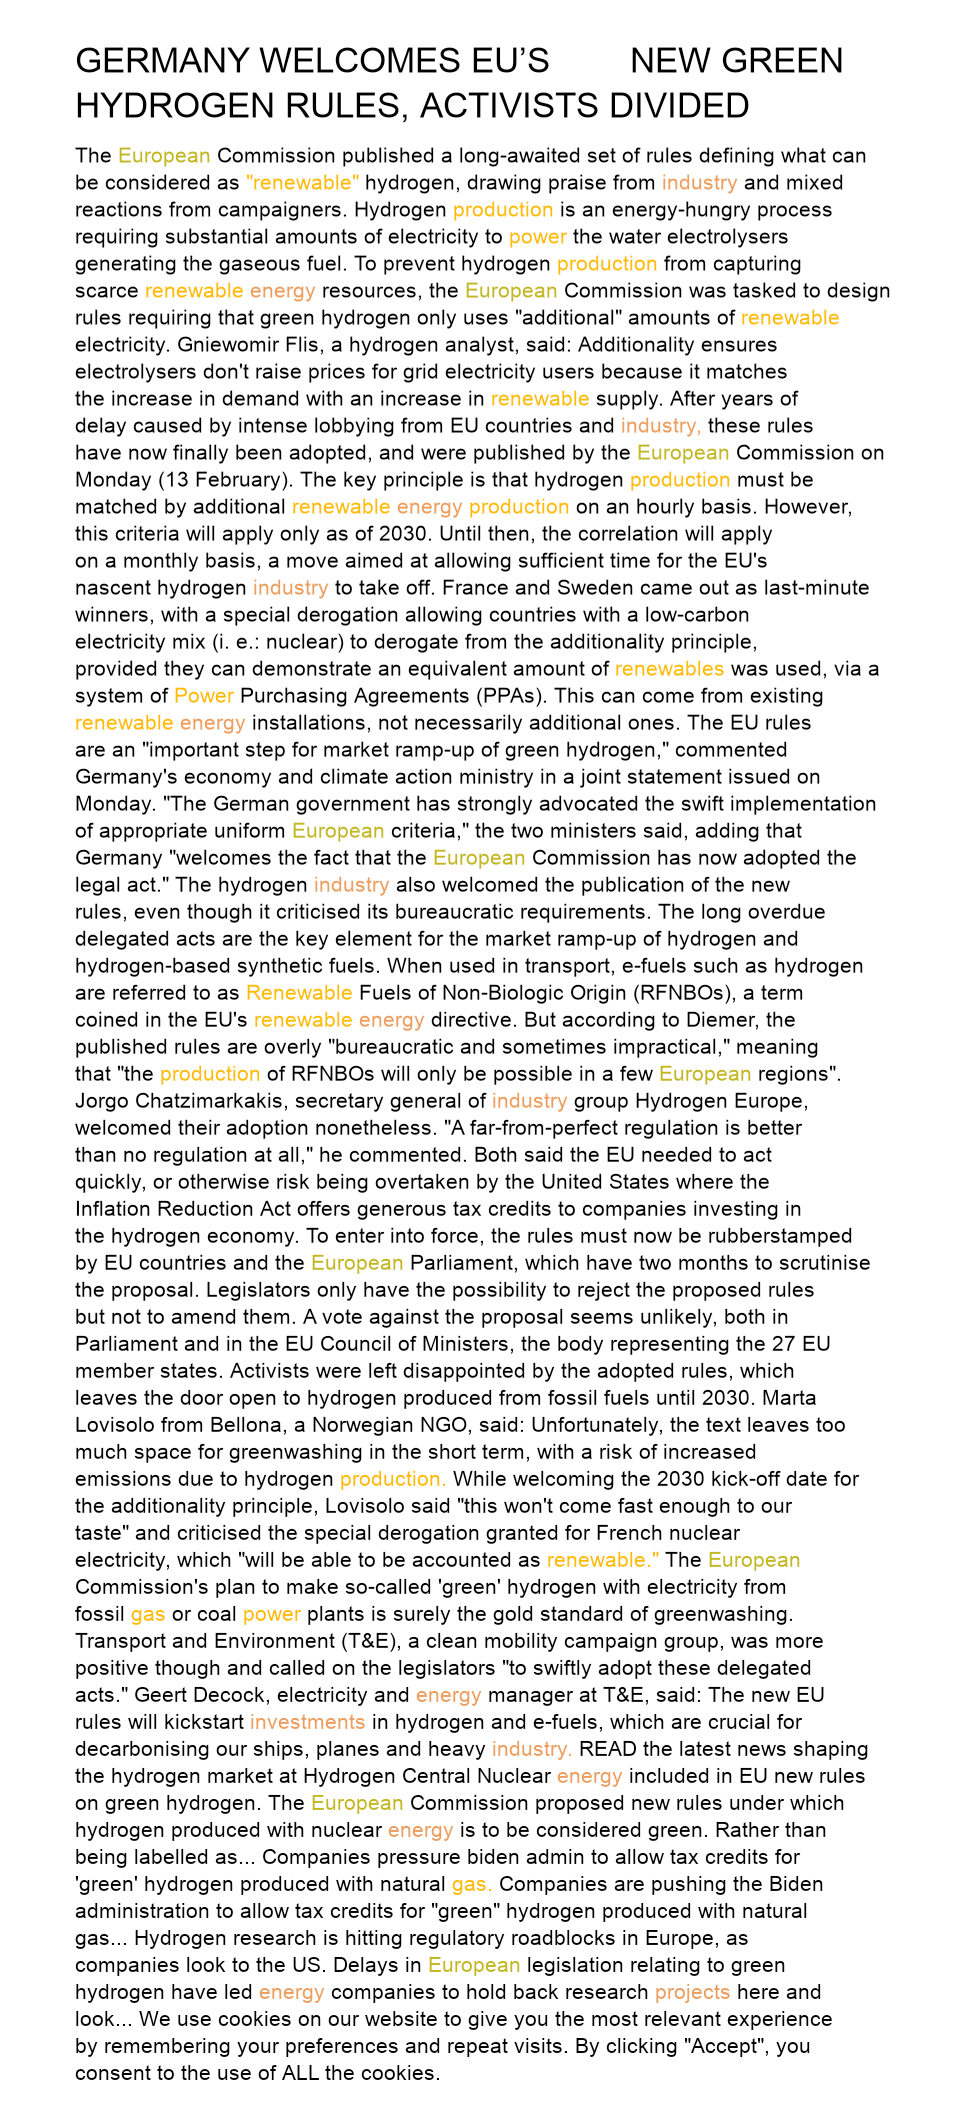 GERMANY WELCOMES EU’S NEW GREEN
HYDROGEN RULES, ACTIVISTS DIVIDED
The European Commission published a long-awaited set of rules defining what can
be considered as "renewable" hydrogen, drawing praise from industry and mixed
reactions from campaigners. Hydrogen production is an energy-hungry process
requiring substantial amounts of electricity to power the water electrolysers
generating the gaseous fuel. To prevent hydrogen production from capturing
scarce renewable energy resources, the European Commission was tasked to design
rules requiring that green hydrogen only uses "additional" amounts of renewable
electricity. Gniewomir Flis, a hydrogen analyst, said: Additionality ensures
electrolysers don't raise prices for grid electricity users because it matches
the increase in demand with an increase in renewable supply. After years of
delay caused by intense lobbying from EU countries and industry, these rules
have now finally been adopted, and were published by the European Commission on
Monday (13 February). The key principle is that hydrogen production must be
matched by additional renewable energy production on an hourly basis. However,
this criteria will apply only as of 2030. Until then, the correlation will apply
on a monthly basis, a move aimed at allowing sufficient time for the EU's
nascent hydrogen industry to take off. France and Sweden came out as last-minute
winners, with a special derogation allowing countries with a low-carbon
electricity mix (i. e.: nuclear) to derogate from the additionality principle,
provided they can demonstrate an equivalent amount of renewables was used, via a
system of Power Purchasing Agreements (PPAs). This can come from existing
renewable energy installations, not necessarily additional ones. The EU rules
are an "important step for market ramp-up of green hydrogen," commented
Germany's economy and climate action ministry in a joint statement issued on
Monday. "The German government has strongly advocated the swift implementation
of appropriate uniform European criteria," the two ministers said, adding that
Germany "welcomes the fact that the European Commission has now adopted the
legal act." The hydrogen industry also welcomed the publication of the new
rules, even though it criticised its bureaucratic requirements. The long overdue
delegated acts are the key element for the market ramp-up of hydrogen and
hydrogen-based synthetic fuels. When used in transport, e-fuels such as hydrogen
are referred to as Renewable Fuels of Non-Biologic Origin (RFNBOs), a term
coined in the EU's renewable energy directive. But according to Diemer, the
published rules are overly "bureaucratic and sometimes impractical," meaning
that "the production of RFNBOs will only be possible in a few European regions".
Jorgo Chatzimarkakis, secretary general of industry group Hydrogen Europe,
welcomed their adoption nonetheless. "A far-from-perfect regulation is better
than no regulation at all," he commented. Both said the EU needed to act
quickly, or otherwise risk being overtaken by the United States where the
Inflation Reduction Act offers generous tax credits to companies investing in
the hydrogen economy. To enter into force, the rules must now be rubberstamped
by EU countries and the European Parliament, which have two months to scrutinise
the proposal. Legislators only have the possibility to reject the proposed rules
but not to amend them. A vote against the proposal seems unlikely, both in
Parliament and in the EU Council of Ministers, the body representing the 27 EU
member states. Activists were left disappointed by the adopted rules, which
leaves the door open to hydrogen produced from fossil fuels until 2030. Marta
Lovisolo from Bellona, a Norwegian NGO, said: Unfortunately, the text leaves too
much space for greenwashing in the short term, with a risk of increased
emissions due to hydrogen production. While welcoming the 2030 kick-off date for
the additionality principle, Lovisolo said "this won't come fast enough to our
taste" and criticised the special derogation granted for French nuclear
electricity, which "will be able to be accounted as renewable." The European
Commission's plan to make so-called 'green' hydrogen with electricity from
fossil gas or coal power plants is surely the gold standard of greenwashing.
Transport and Environment (T&E), a clean mobility campaign group, was more
positive though and called on the legislators "to swiftly adopt these delegated
acts." Geert Decock, electricity and energy manager at T&E, said: The new EU
rules will kickstart investments in hydrogen and e-fuels, which are crucial for
decarbonising our ships, planes and heavy industry. READ the latest news shaping
the hydrogen market at Hydrogen Central Nuclear energy included in EU new rules
on green hydrogen. The European Commission proposed new rules under which
hydrogen produced with nuclear energy is to be considered green. Rather than
being labelled as... Companies pressure biden admin to allow tax credits for
'green' hydrogen produced with natural gas. Companies are pushing the Biden
administration to allow tax credits for "green" hydrogen produced with natural
gas... Hydrogen research is hitting regulatory roadblocks in Europe, as
companies look to the US. Delays in European legislation relating to green
hydrogen have led energy companies to hold back research projects here and
look... We use cookies on our website to give you the most relevant experience
by remembering your preferences and repeat visits. By clicking "Accept", you
consent to the use of ALL the cookies.